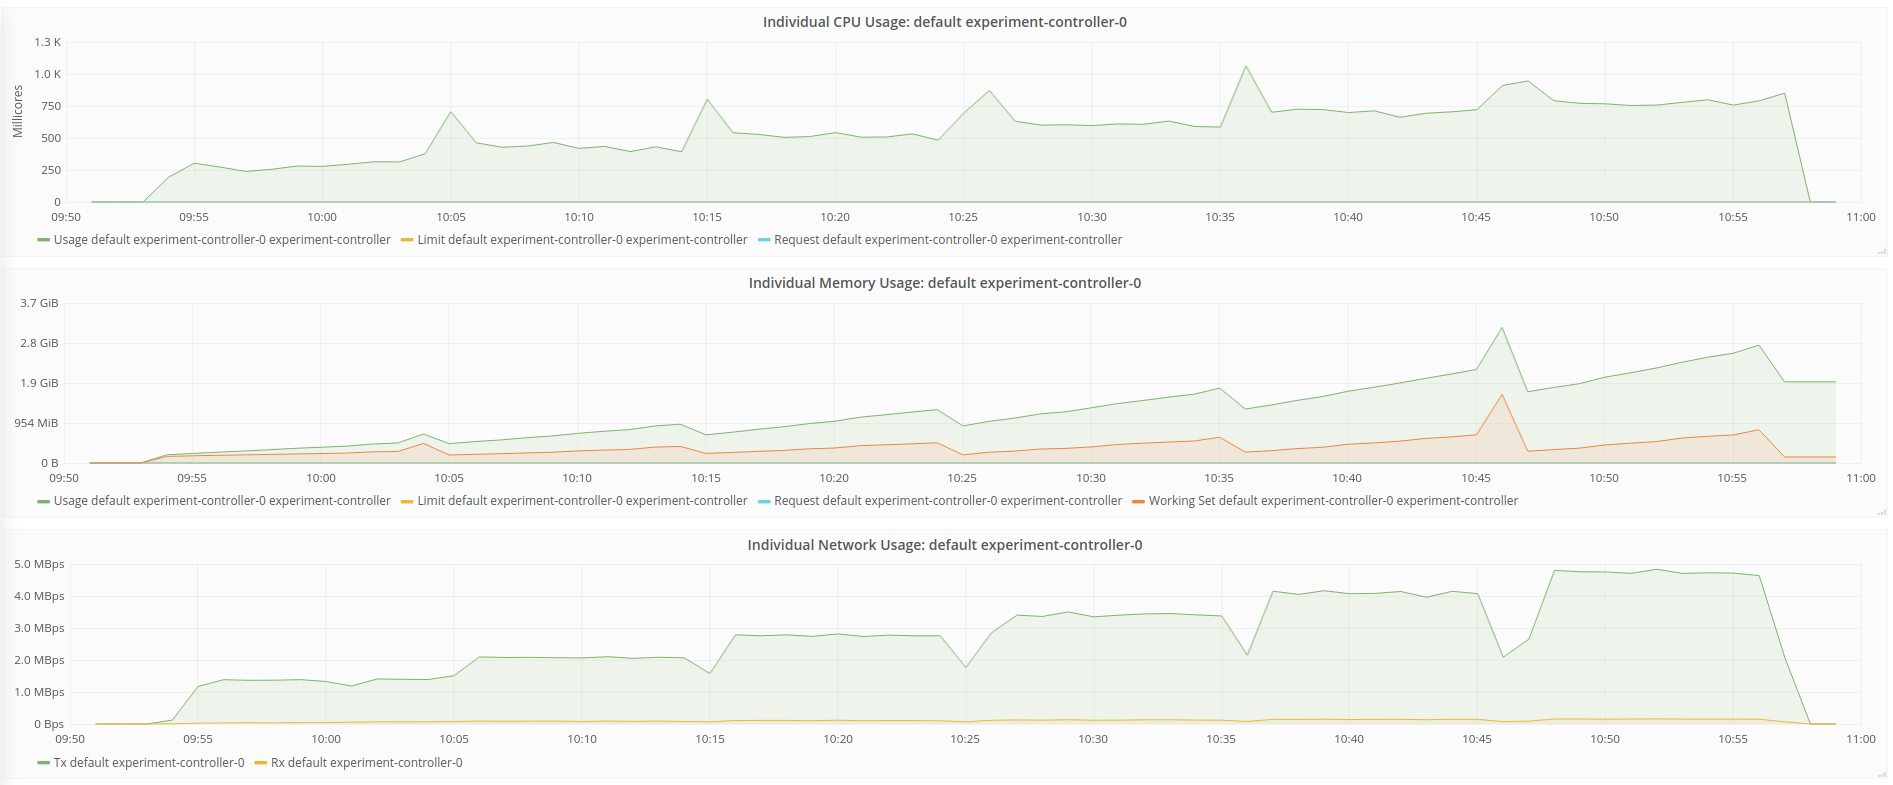 Individual CPU Usage: default experiment-controller-0
1.3 K
1.0 K
750
500
250
0
Millicores
09:50 09:55 10:00 10:05 10:10 10:15 10:20 10:25 10:30 10:35 10:40 10:45 10:50 10:55 11:00
Usage default experiment-controller-0 experiment-controller Limit default experiment-controller-0 experiment-controller Request default experiment-controller-0 experiment-controller
Individual Memory Usage: default experiment-controller-0
3.7 GiB
2.8 GiB
1.9 GiB
954 MiB
0 B
09:50 09:55 10:00 10:05 10:10 10:15 10:20 10:25 10:30 10:35 10:40 10:45 10:50 10:55 11:00
Usage default experiment-controller-0 experiment-controller Limit default experiment-controller-0 experiment-controller Request default experiment-controller-0 experiment-controller Working Set default experiment-controller-0 experiment-controller
Individual Network Usage: default experiment-controller-0
5.0 MBps
4.0 MBps
3.0 MBps
2.0 MBps
1.0 MBps
0 Bps
09:50 09:55 10:00 10:05 10:10 10:15 10:20 10:25 10:30 10:35 10:40 10:45 10:50 10:55 11:00
Tx default experiment-controller-0 Rx default experiment-controller-0